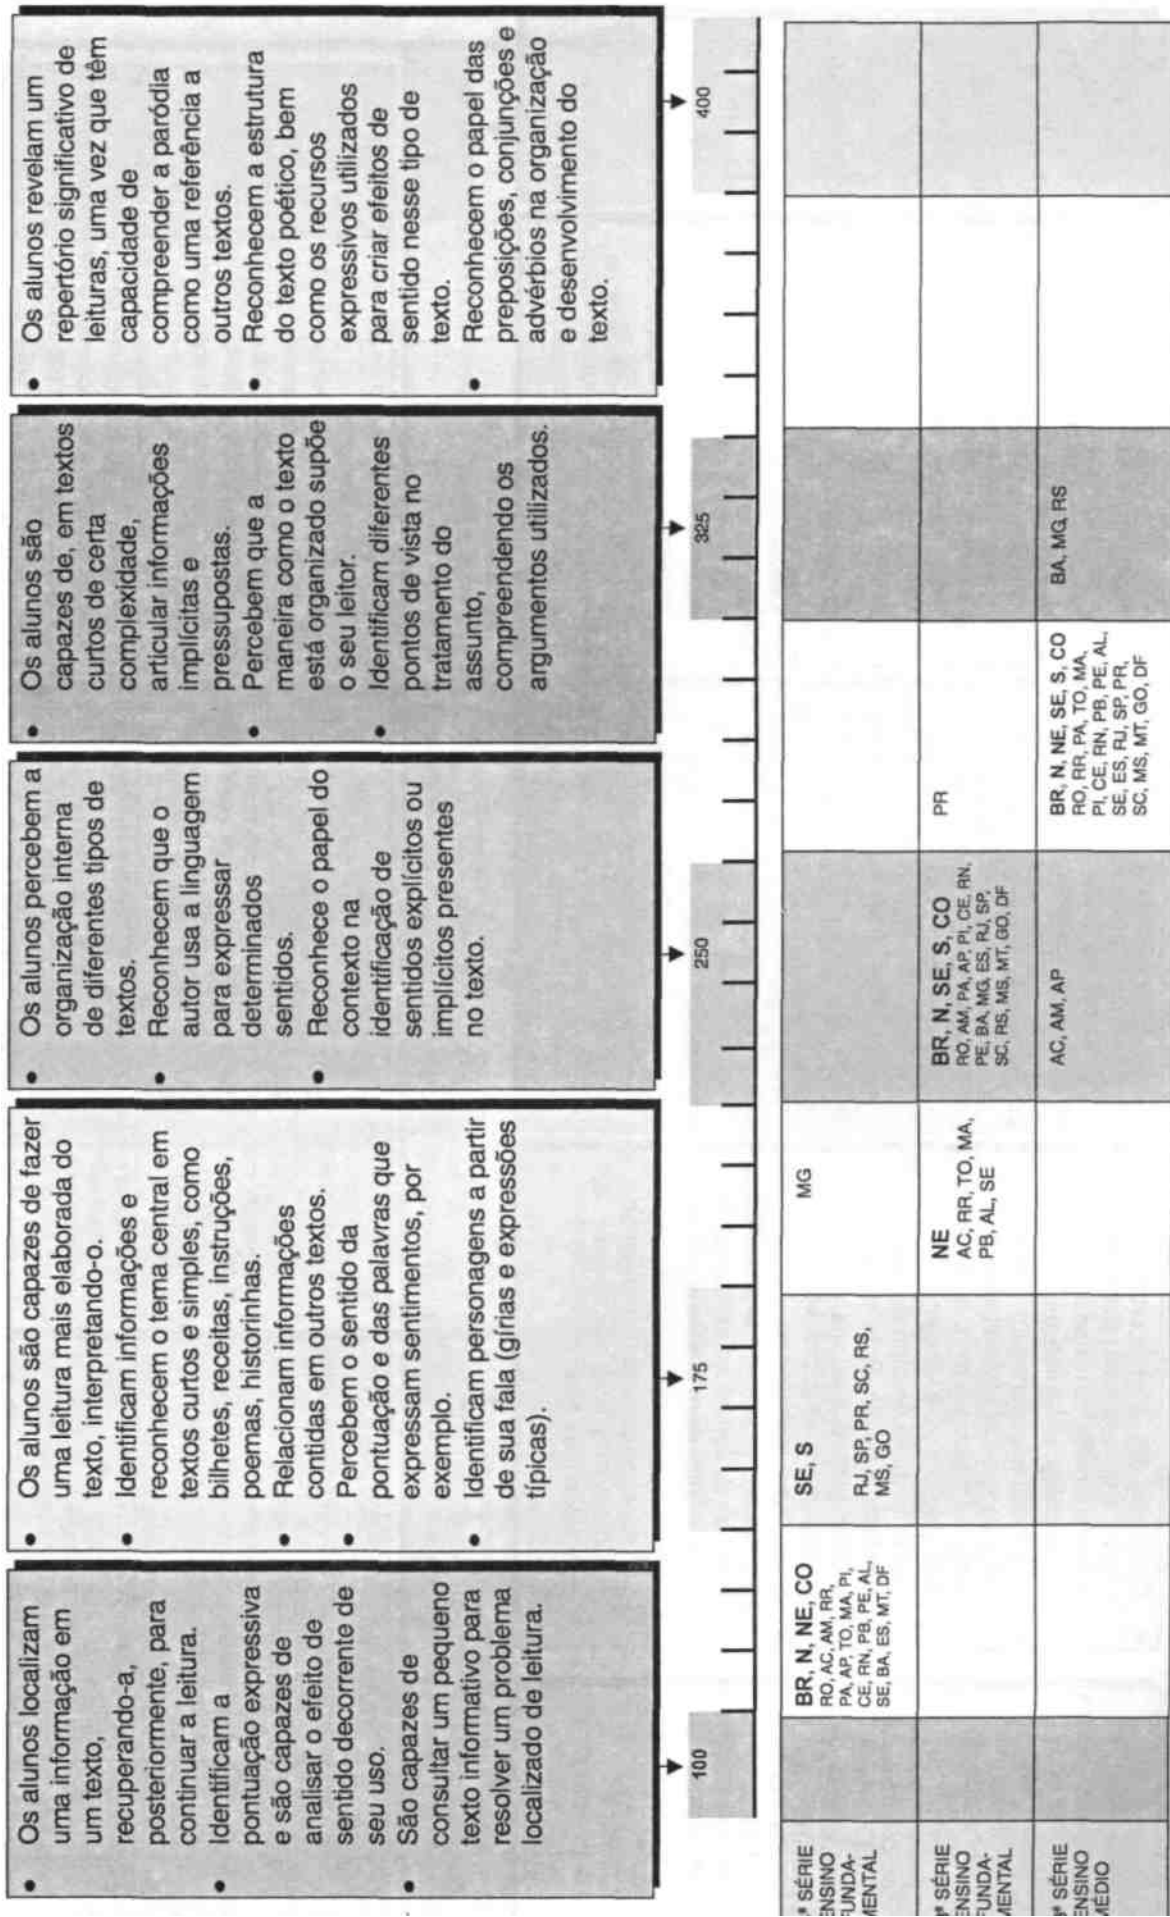 • Os alunos localizam
uma informação em
um texto,
recuperando-a,
posteriormente, para
continuar a leitura.
• Identificam a
pontuação expressiva
e são capazes de
analisar o efeito de
sentido decorrente de
seu uso.
• São capazes de
consultar um pequeno
texto informativo para
resolver um problema
localizado de leitura.
• Os alunos são capazes de fazer
uma leitura mais elaborada do
texto, interpretando-o.
• Identificam informações e
reconhecem o tema central em
textos curtos e simples, como
bilhetes, receitas, instruções,
poemas, historinhas.
• Relacionam informações
contidas em outros textos.
• Percebem o sentido da
pontuação e das palavras que
expressam sentimentos, por
exemplo.
• Identificam personagens a partir
de sua fala (gírias e expressões
típicas).
• Os alunos percebem a
organização interna
de diferentes tipos de
textos.
• Reconhecem que o
autor usa a linguagem
para expressar
determinados
sentidos.
• Reconhece o papel do
contexto na
identificação de
sentidos explícitos ou
implícitos presentes
no texto.
• Os alunos são
capazes de, em textos
curtos de certa
complexidade,
articular informações
implícitas e
pressupostas.
• Percebem que a
maneira como o texto
está organizado supõe
o seu leitor.
• Identificam diferentes
pontos de vista no
tratamento do
assunto,
compreendendo os
argumentos utilizados.
• Os alunos revelam um
repertório significativo de
leituras, uma vez que têm
capacidade de
compreender a paródia
como uma referência a
outros textos.
• Reconhecem a estrutura
do texto poético, bem
como os recursos
expressivos utilizados
para criar efeitos de
sentido nesse tipo de
texto.
• Reconhecem o papel das
preposições, conjunções e
advérbios na organização
e desenvolvimento do
texto.
100 175 250 325 400
ª SÉRIE
ENSINO
FUNDA-
MENTAL
BR, N, NE, CO
RO, AC, AM, RR,
PA, AP, TO, MA, PI,
CE, RN, PB, PE, AL,
SE, BA, ES, MT, DF
SE, S
RJ, SP, PR, SC, RS,
MS, GO
MG
ª SÉRIE
ENSINO
FUNDA-
MENTAL
NE
AC, RR, TO, MA,
PB, AL, SE
BR, N, SE, S, CO
RO, AM, PA, AP, PI, CE, RN,
PE, BA, MG, ES, RJ, SP,
SC, RS, MS, MT, GO, DF
PR
ª SÉRIE
ENSINO
MÉDIO
AC, AM, AP
BR, N, NE, SE, S, CO
RO, RR, PA, TO, MA,
PI, CE, RN, PB, PE, AL,
SE, ES, RJ, SP, PR,
SC, MS, MT, GO, DF
BA, MG, RS